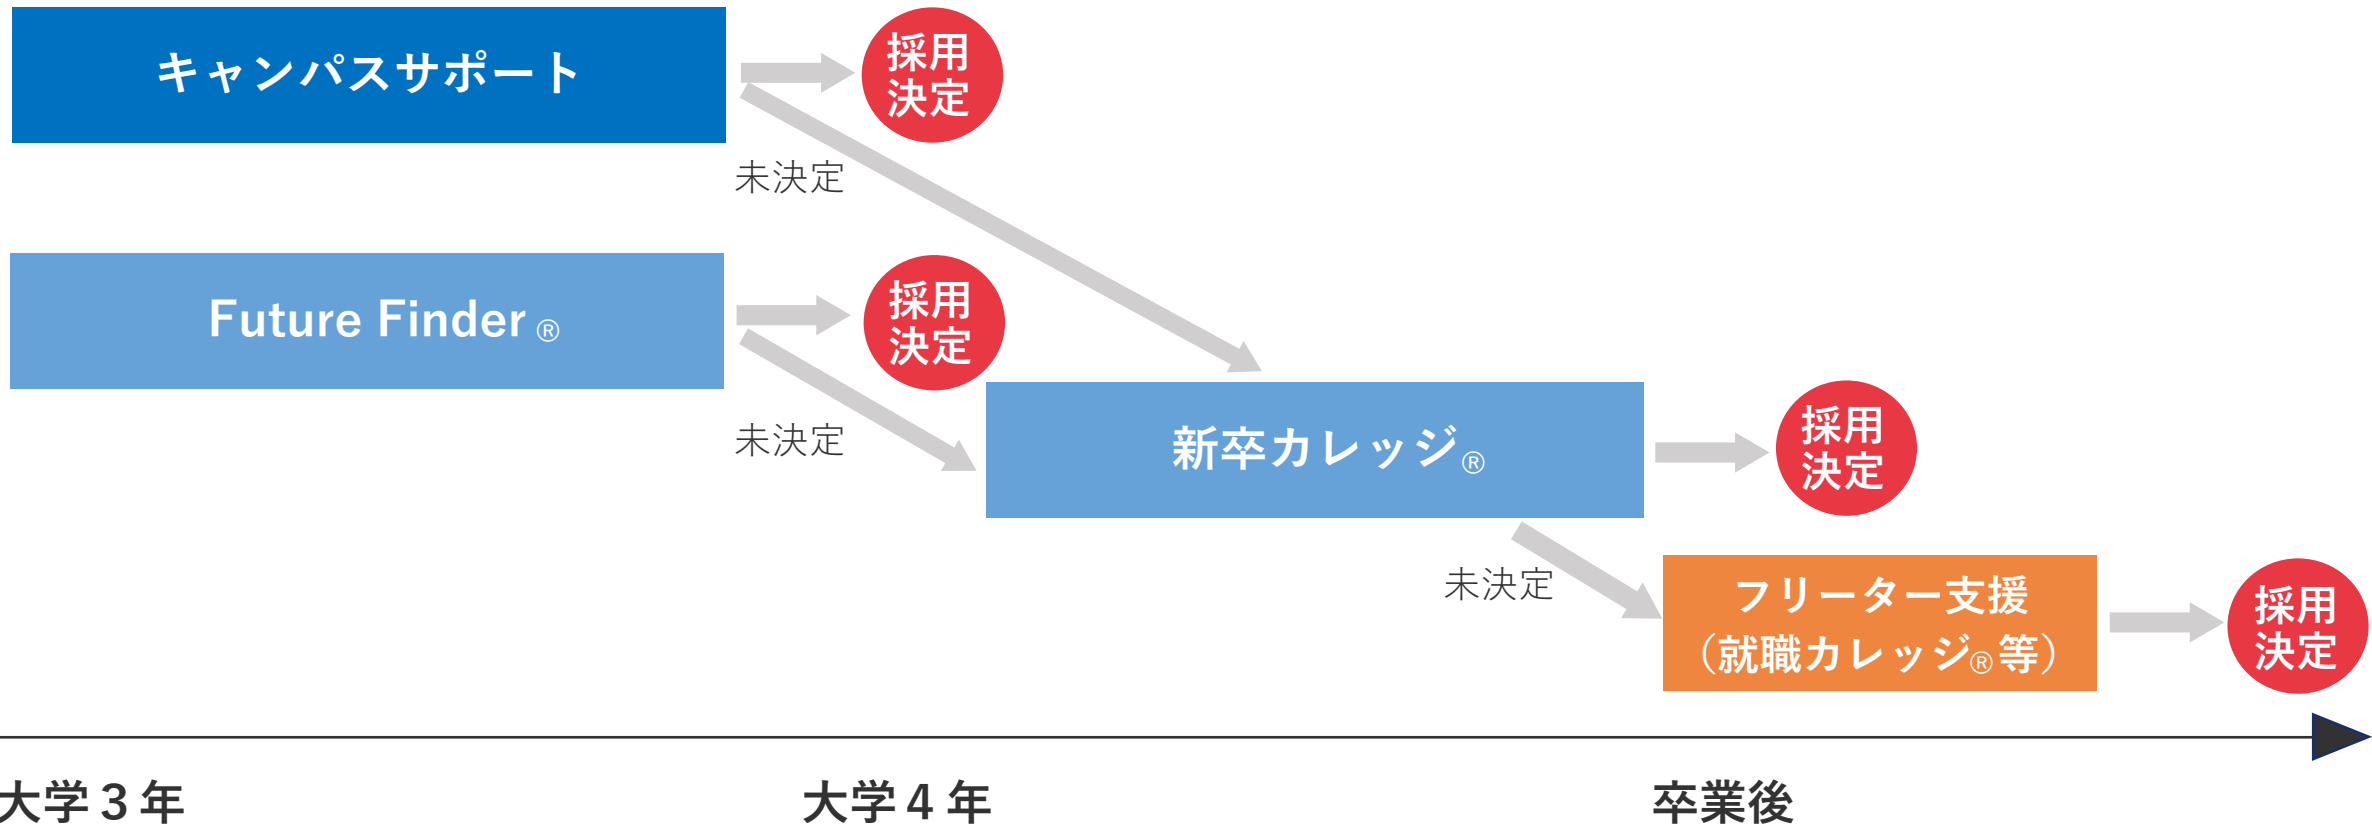 キャンパスサポート
採用
決定
未決定
Future Finder ®
採用
決定
未決定
新卒カレッジ®
採用
決定
未決定
フリーター支援
（就職カレッジ®等）
採用
決定
大学３年
大学４年
卒業後